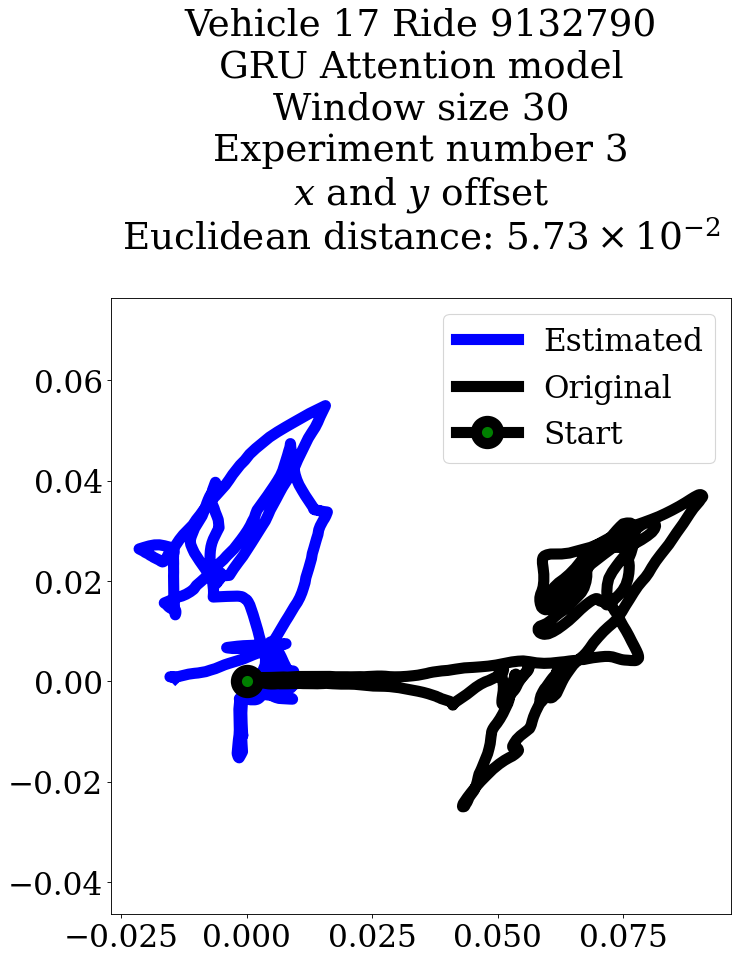 Vehicle 17 Ride 9132790
GRU Attention model
Window size 30
Experiment number 3
x and y offset
Euclidean distance: 5.73 × 10⁻²
Estimated
Original
Start
0.06
0.04
0.02
0.00
−0.02
−0.04
−0.025 0.000 0.025 0.050 0.075